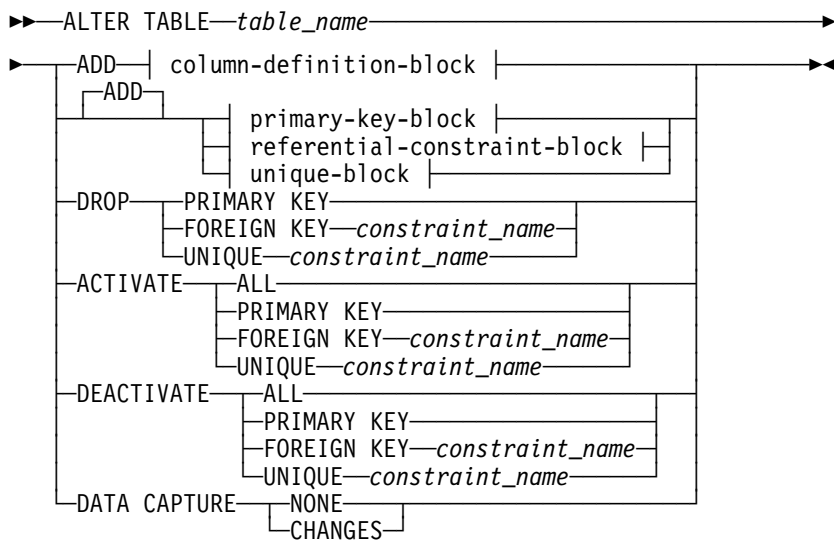 ALTER TABLE table_name
ADD column-definition-block
ADD
primary-key-block
referential-constraint-block
unique-block
DROP PRIMARY KEY
FOREIGN KEY constraint_name
UNIQUE constraint_name
ACTIVATE ALL
PRIMARY KEY
FOREIGN KEY constraint_name
UNIQUE constraint_name
DEACTIVATE ALL
PRIMARY KEY
FOREIGN KEY constraint_name
UNIQUE constraint_name
DATA CAPTURE NONE
CHANGES